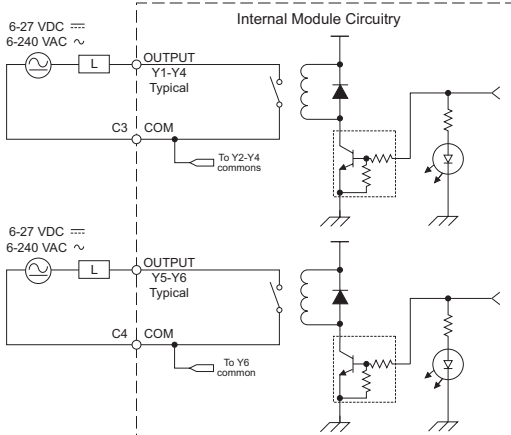 Internal Module Circuitry
6-27 VDC ⎓
6-240 VAC ∿
L
OUTPUT
Y1-Y4
Typical
C3
COM
To Y2-Y4
commons
6-27 VDC ⎓
6-240 VAC ∿
L
OUTPUT
Y5-Y6
Typical
C4
COM
To Y6
common